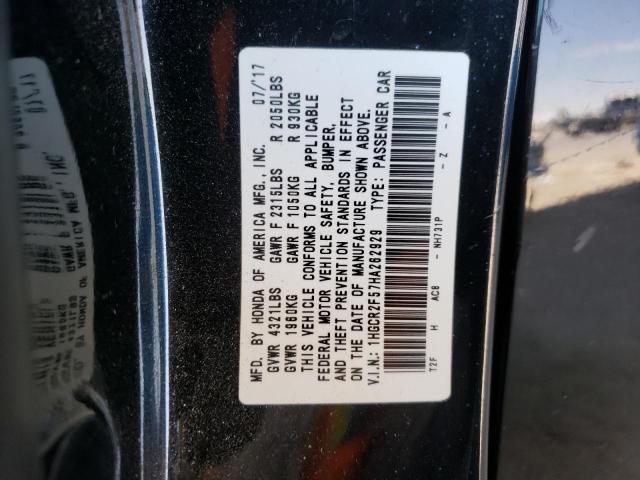 MFD. BY HONDA OF AMERICA MFG., INC. 07/'17
GVWR 4321LBS GAWR F 2315LBS R 2050LBS
GVWR 1960KG GAWR F 1050KG R 930KG
THIS VEHICLE CONFORMS TO ALL APPLICABLE
FEDERAL MOTOR VEHICLE SAFETY, BUMPER,
AND THEFT PREVENTION STANDARDS IN EFFECT
ON THE DATE OF MANUFACTURE SHOWN ABOVE.
V.I.N.: 1HGCR2F57HA262929 TYPE: PASSENGER CAR
T2F H AC8 - NH731P - Z - A